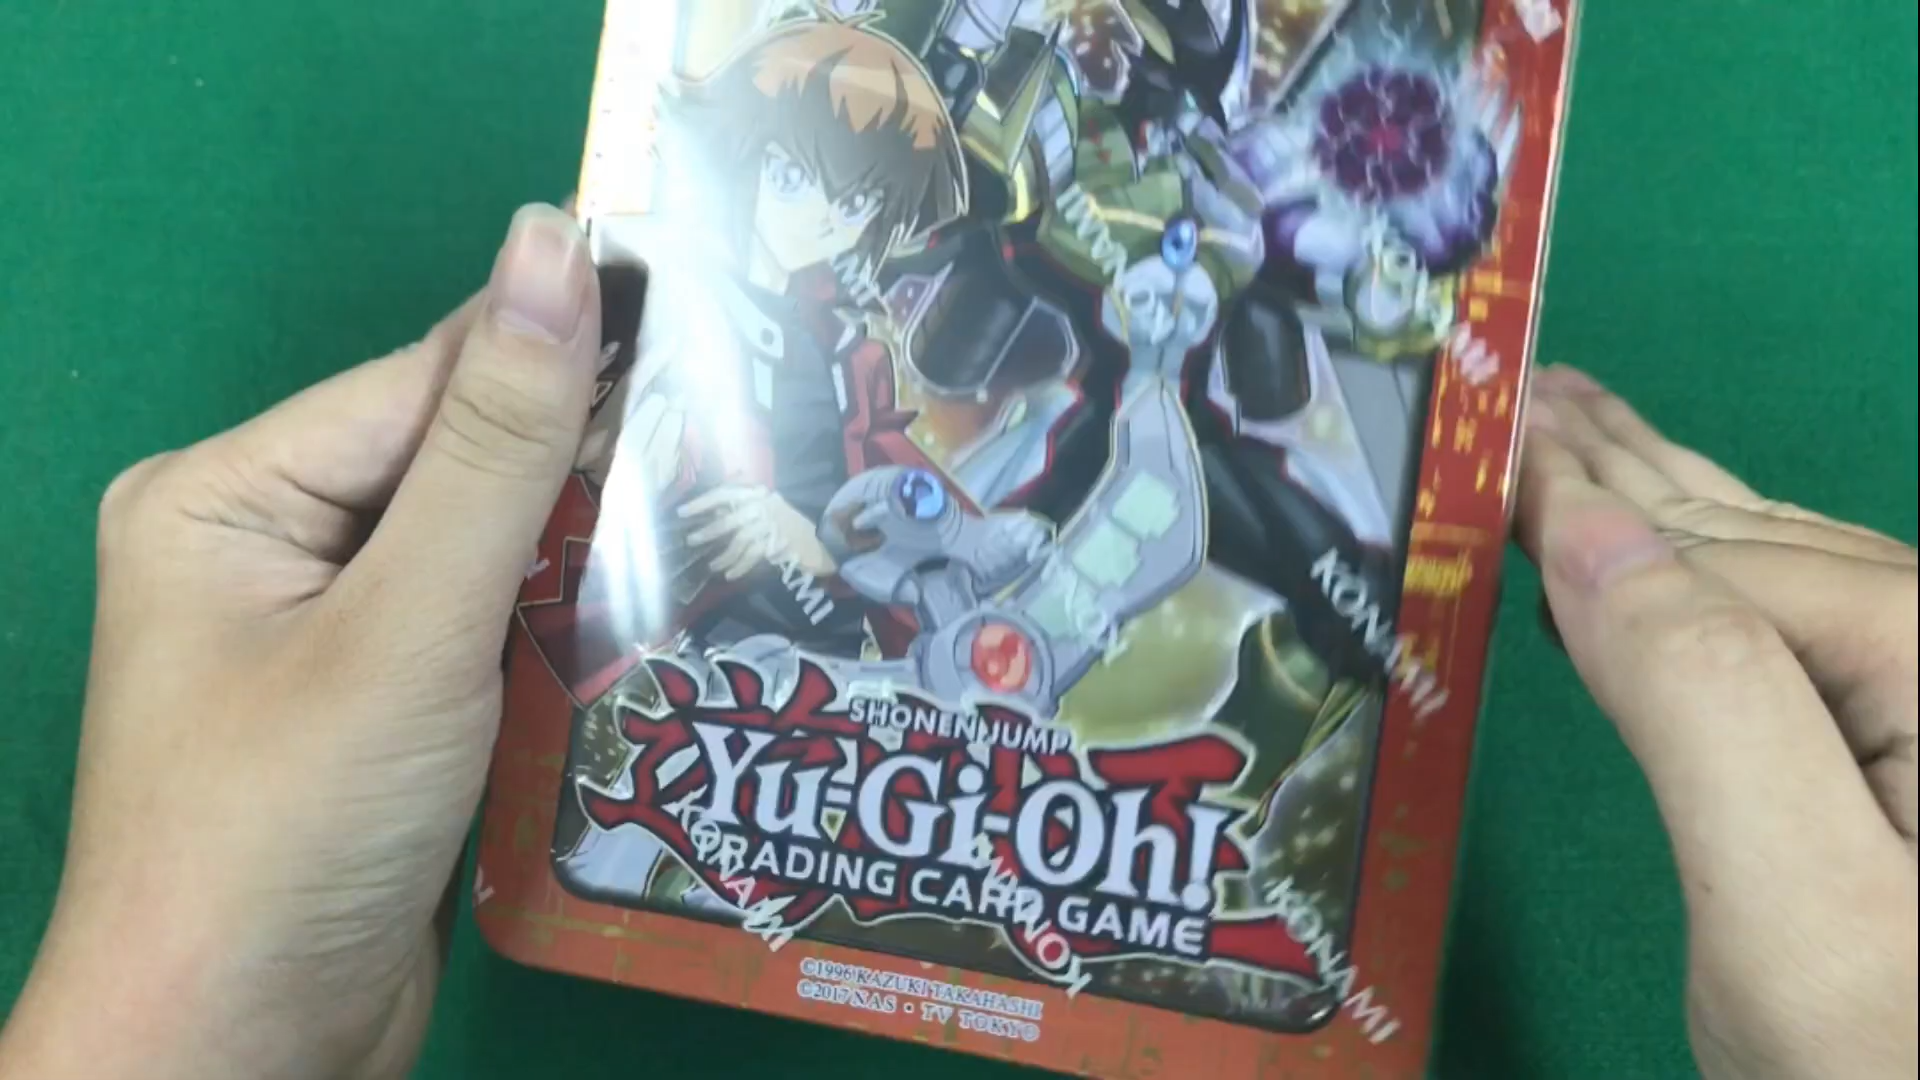 KONAMI
KONAMI
SHONEN JUMP
Yu-Gi-Oh!
TRADING CARD GAME
KONAMI
KONAMI
KONAMI
©1996 KAZUKI TAKAHASHI
©2017 NAS • TV TOKYO